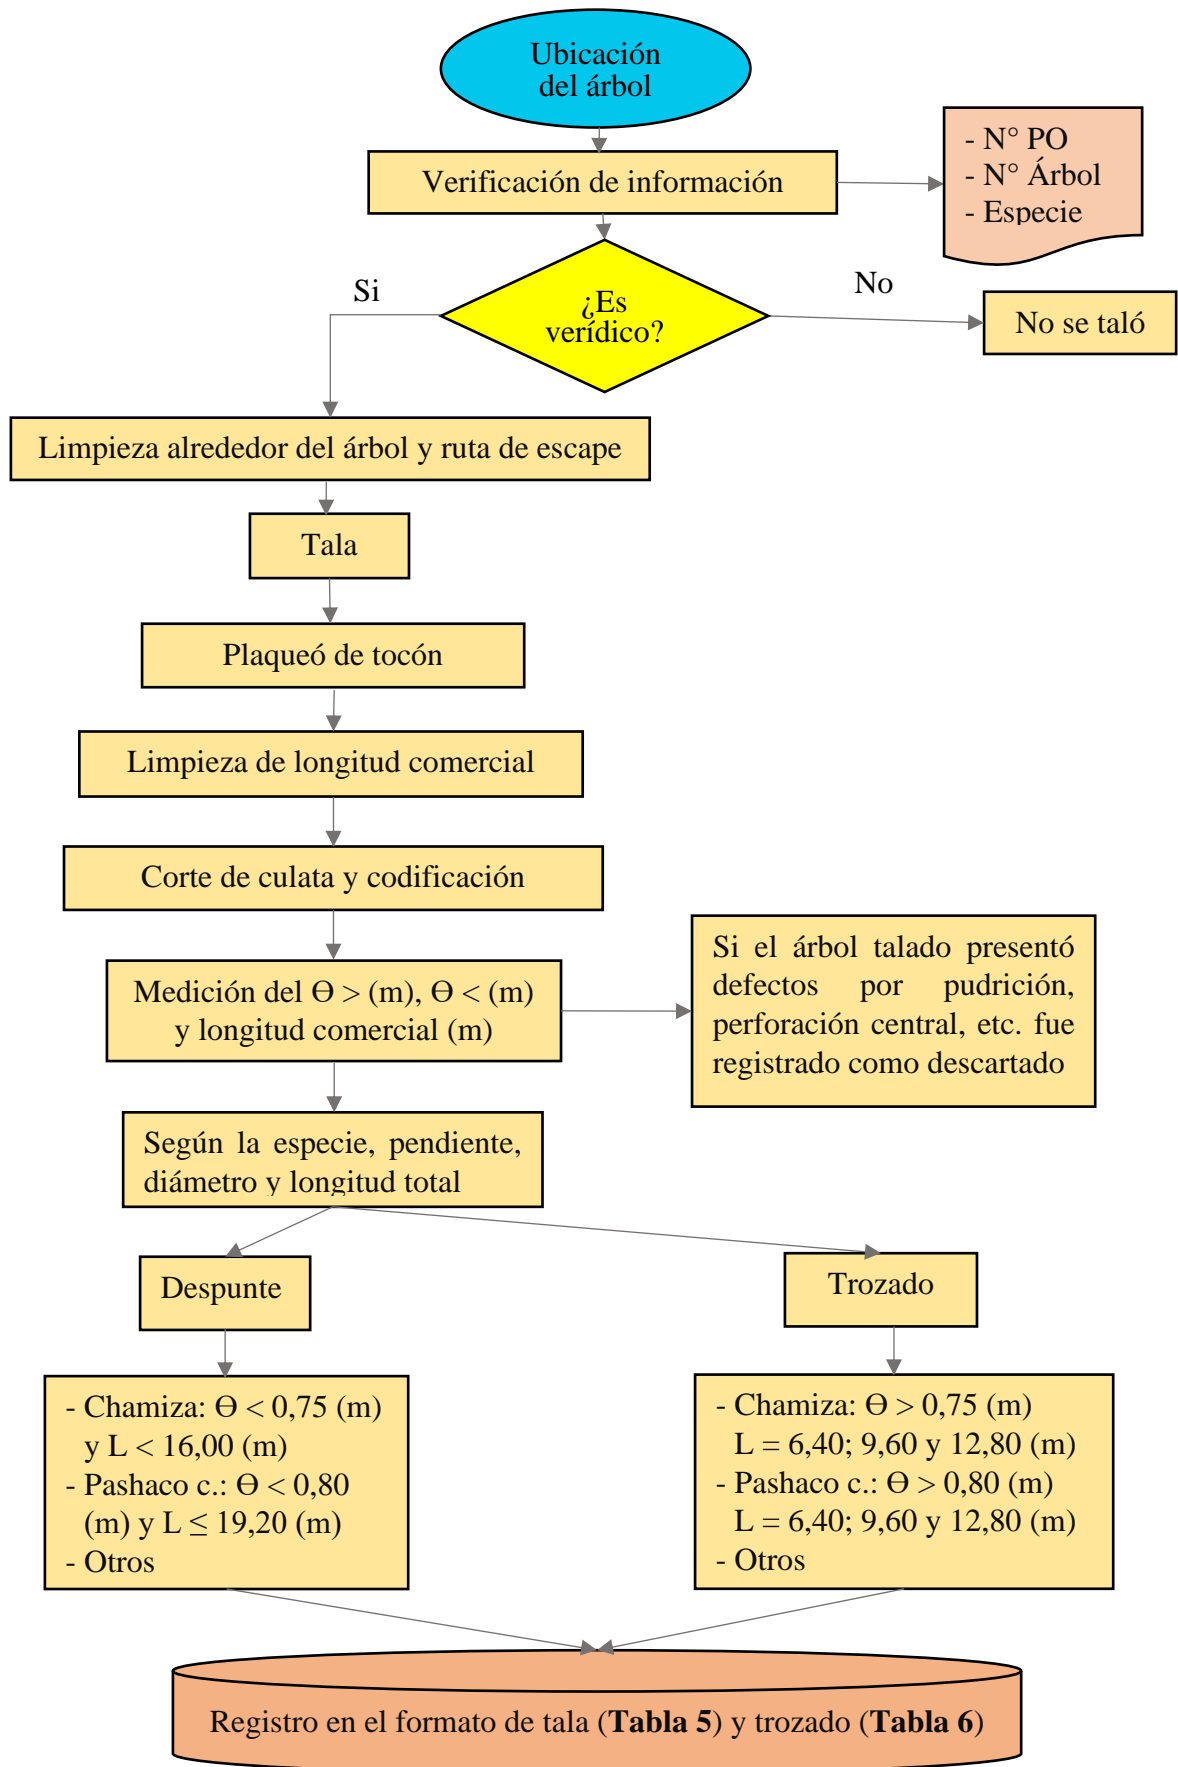 Ubicación
del árbol
Verificación de información
- N° PO
- N° Árbol
- Especie
¿Es
verídico?
Si
No
No se taló
Limpieza alrededor del árbol y ruta de escape
Tala
Plaqueó de tocón
Limpieza de longitud comercial
Corte de culata y codificación
Medición del Ɵ > (m), Ɵ < (m)
y longitud comercial (m)
Si el árbol talado presentó
defectos por pudrición,
perforación central, etc. fue
registrado como descartado
Según la especie, pendiente,
diámetro y longitud total
Despunte
Trozado
- Chamiza: Ɵ < 0,75 (m)
y L < 16,00 (m)
- Pashaco c.: Ɵ < 0,80
(m) y L ≤ 19,20 (m)
- Otros
- Chamiza: Ɵ > 0,75 (m)
L = 6,40; 9,60 y 12,80 (m)
- Pashaco c.: Ɵ > 0,80 (m)
L = 6,40; 9,60 y 12,80 (m)
- Otros
Registro en el formato de tala (Tabla 5) y trozado (Tabla 6)